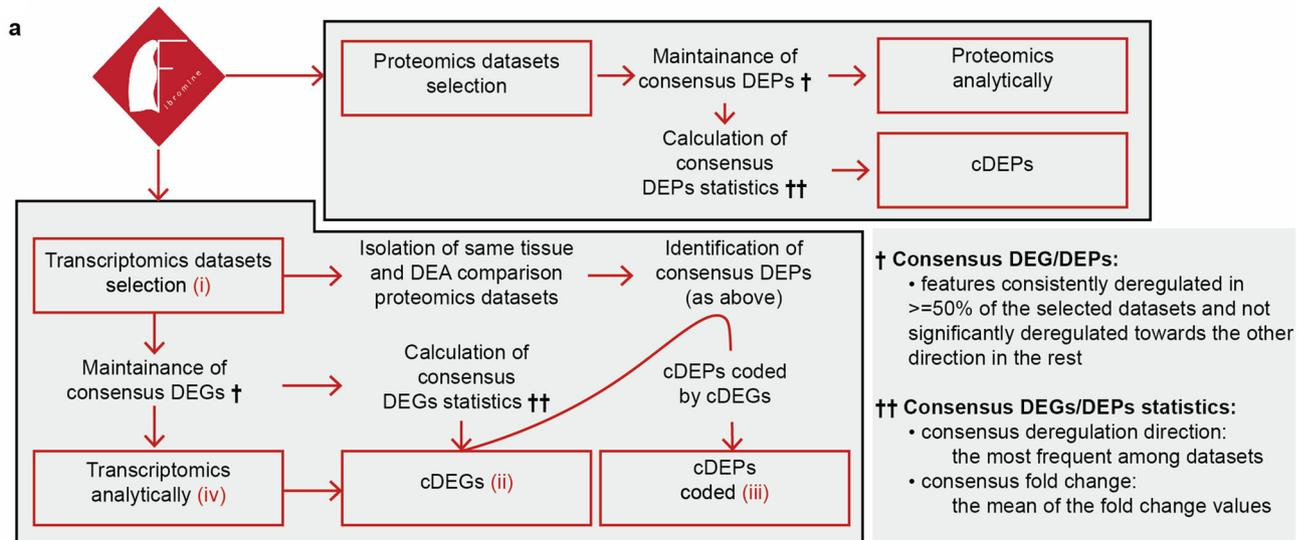 a
F
ibromine
Proteomics datasets
selection
Maintainance of
consensus DEPs †
Proteomics
analytically
Calculation of
consensus
DEPs statistics ††
cDEPs
Transcriptomics datasets
selection (i)
Isolation of same tissue
and DEA comparison
proteomics datasets
Identification of
consensus DEPs
(as above)
Maintainance of
consensus DEGs †
Calculation of
consensus
DEGs statistics ††
cDEPs coded
by cDEGs
Transcriptomics
analytically (iv)
cDEGs (ii)
cDEPs
coded (iii)
† Consensus DEG/DEPs:
• features consistently deregulated in
>=50% of the selected datasets and not
significantly deregulated towards the other
direction in the rest
†† Consensus DEGs/DEPs statistics:
• consensus deregulation direction:
the most frequent among datasets
• consensus fold change:
the mean of the fold change values